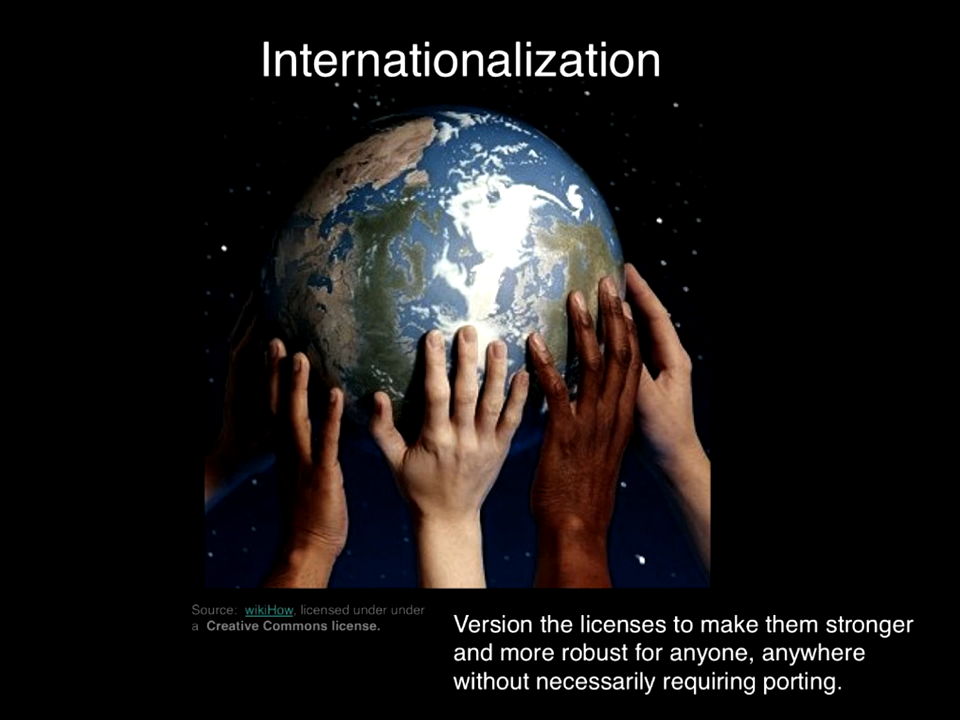 Internationalization
Source: wikiHow, licensed under under
a Creative Commons license.
Version the licenses to make them stronger
and more robust for anyone, anywhere
without necessarily requiring porting.